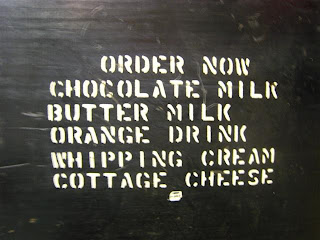 ORDER NOW
CHOCOLATE MILK
BUTTER MILK
ORANGE DRINK
WHIPPING CREAM
COTTAGE CHEESE